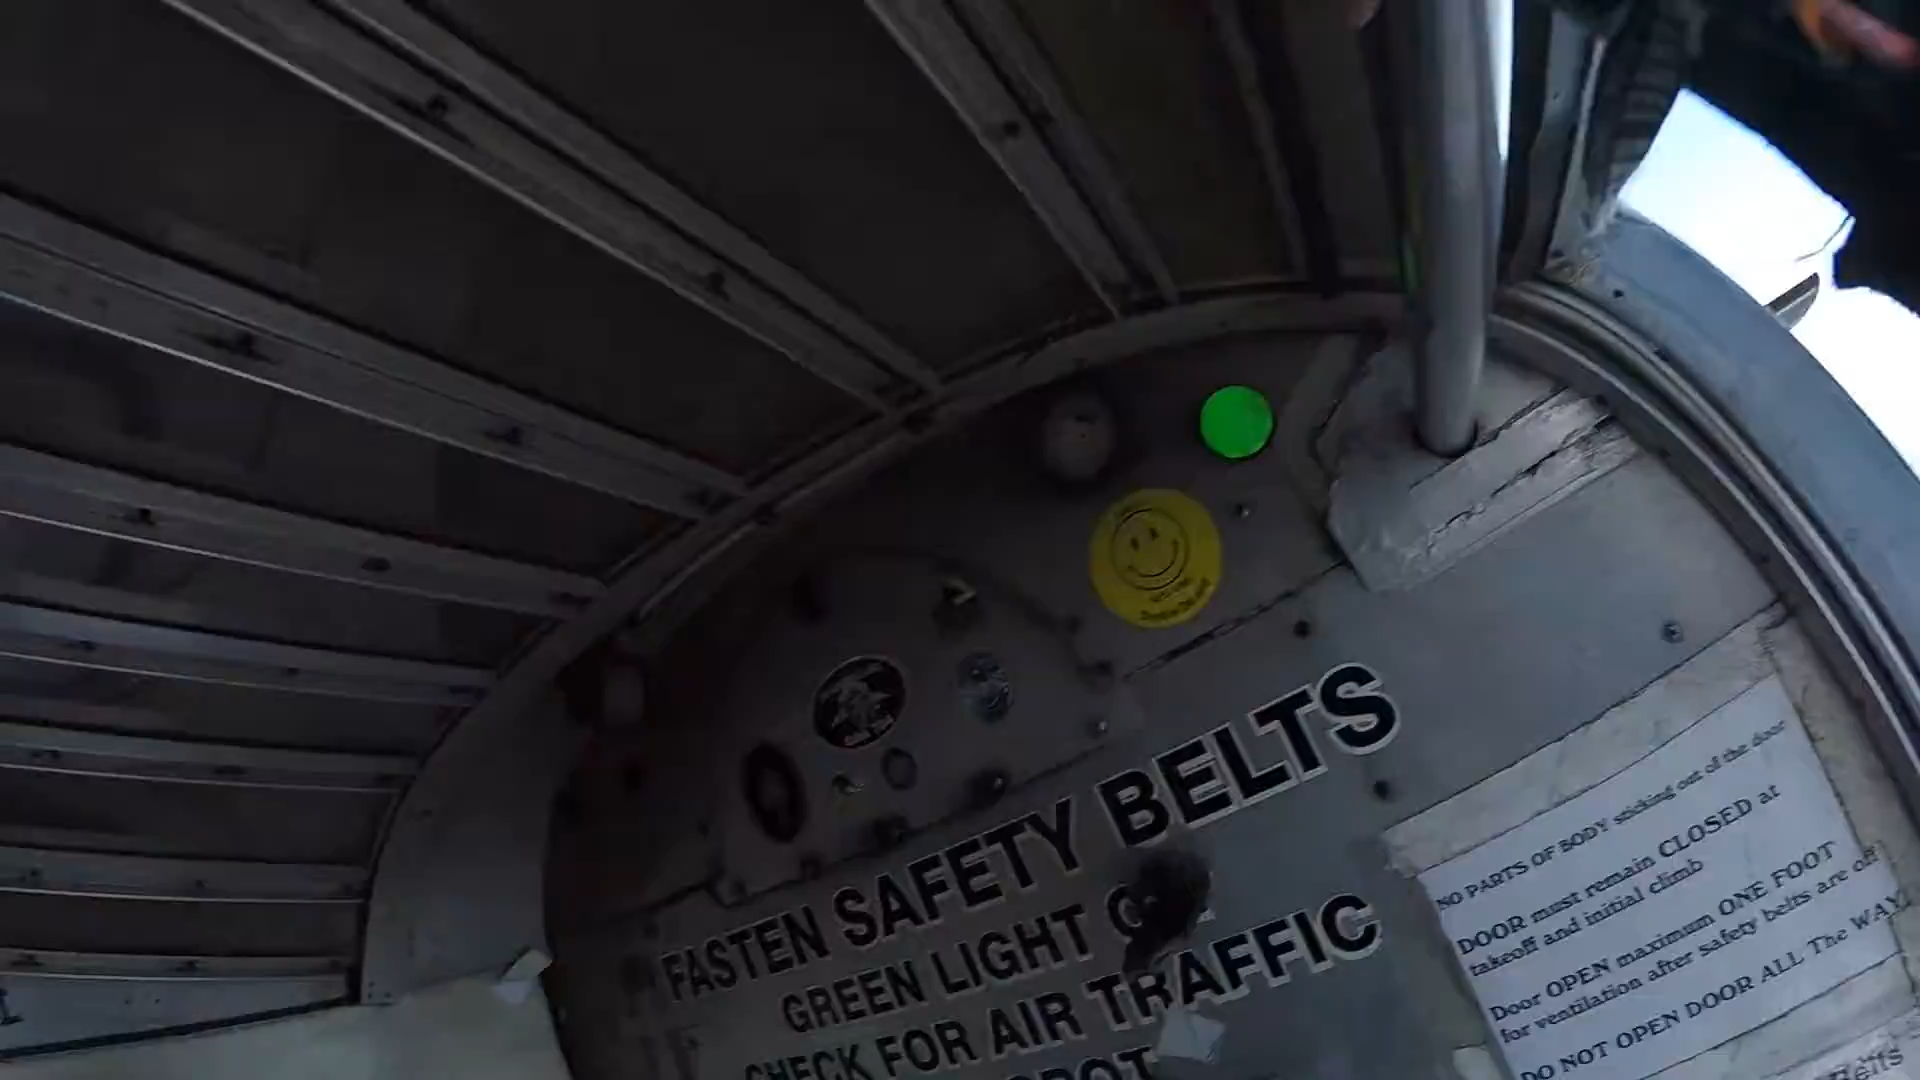 FASTEN SAFETY BELTS
GREEN LIGHT
CHECK FOR AIR TRAFFIC
SPOT
NO PARTS OF BODY sticking out of the door
DOOR must remain CLOSED at
takeoff and initial climb
Door OPEN maximum ONE FOOT
for ventilation after safety belts are off
DO NOT OPEN DOOR ALL The WAY
Belts